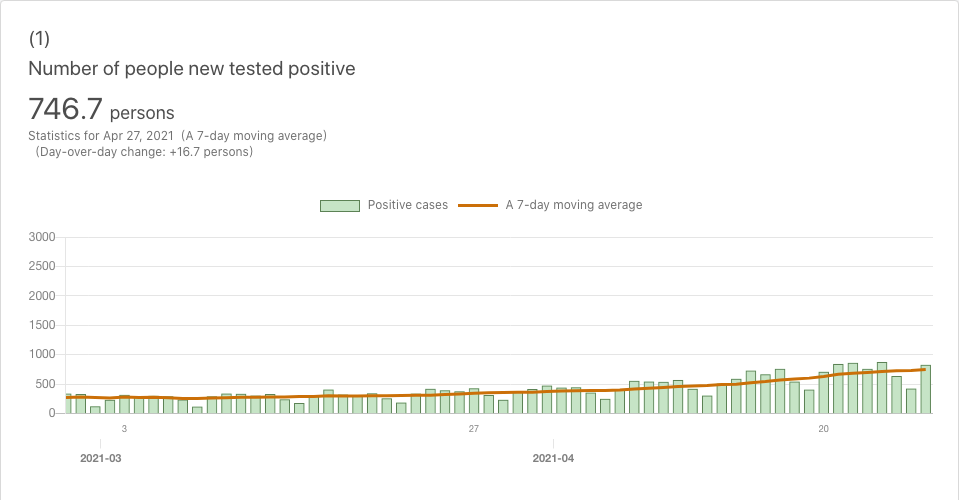 (1)
Number of people new tested positive
746.7 persons
Statistics for Apr 27, 2021 (A 7-day moving average)
(Day-over-day change: +16.7 persons)
Positive cases A 7-day moving average
3000
2500
2000
1500
1000
500
0
3 27 20
2021-03 2021-04